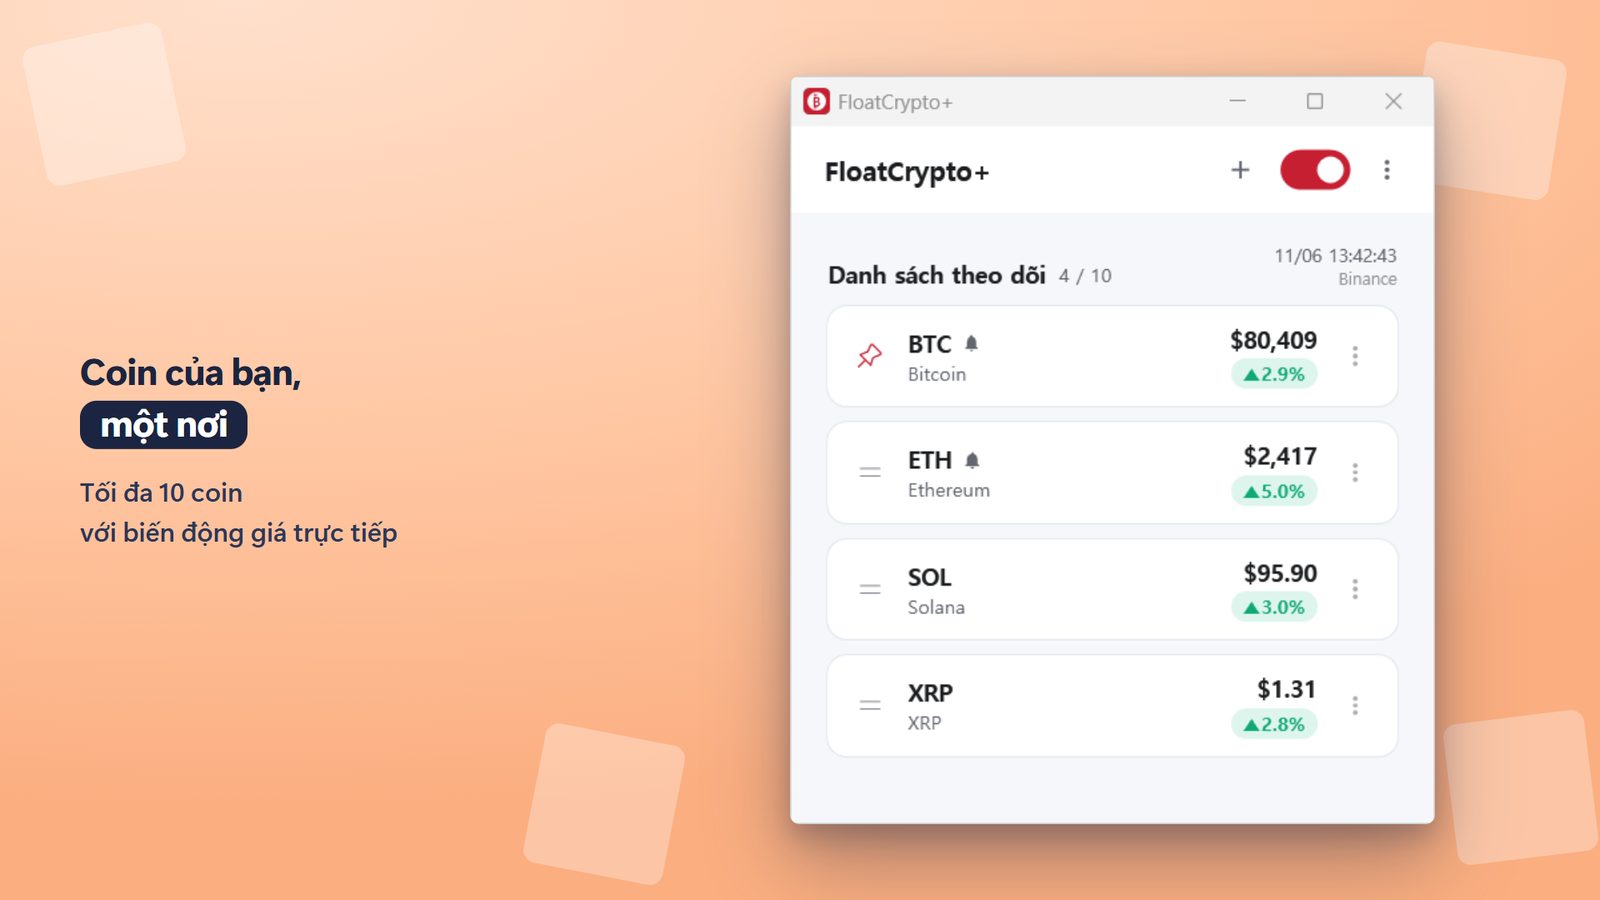 Coin của bạn,
một nơi
Tối đa 10 coin
với biến động giá trực tiếp
FloatCrypto+
FloatCrypto+
Danh sách theo dõi 4 / 10
11/06 13:42:43
Binance
BTC
Bitcoin
$80,409
▲2.9%
ETH
Ethereum
$2,417
▲5.0%
SOL
Solana
$95.90
▲3.0%
XRP
XRP
$1.31
▲2.8%